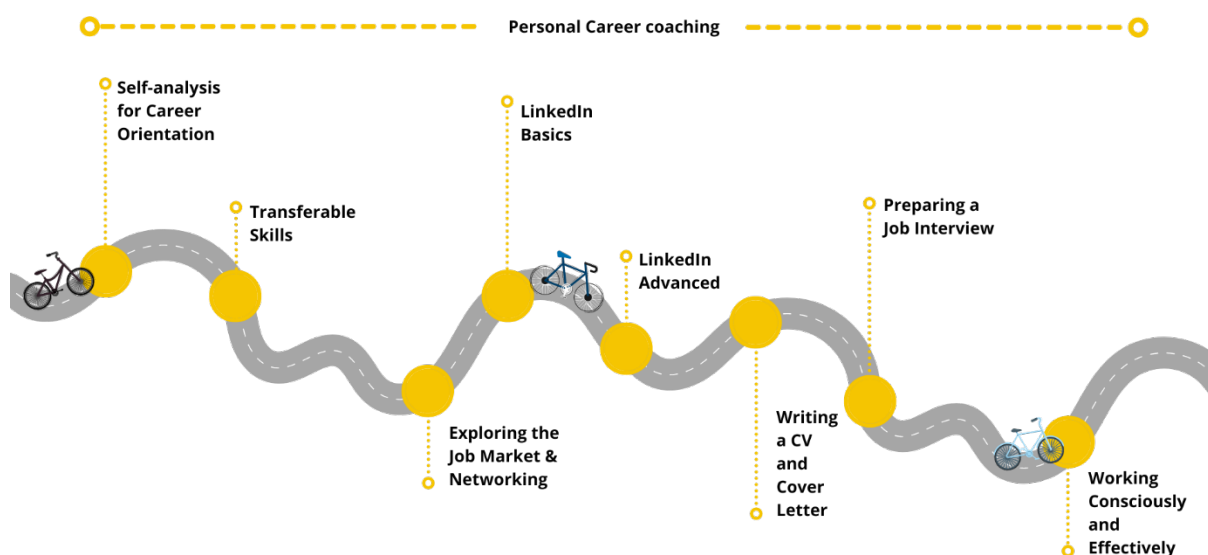 Personal Career coaching
Self-analysis
for Career
Orientation
Transferable
Skills
Exploring the
Job Market &
Networking
LinkedIn
Basics
LinkedIn
Advanced
Writing
a CV
and
Cover
Letter
Preparing a
Job Interview
Working
Consciously
and
Effectively